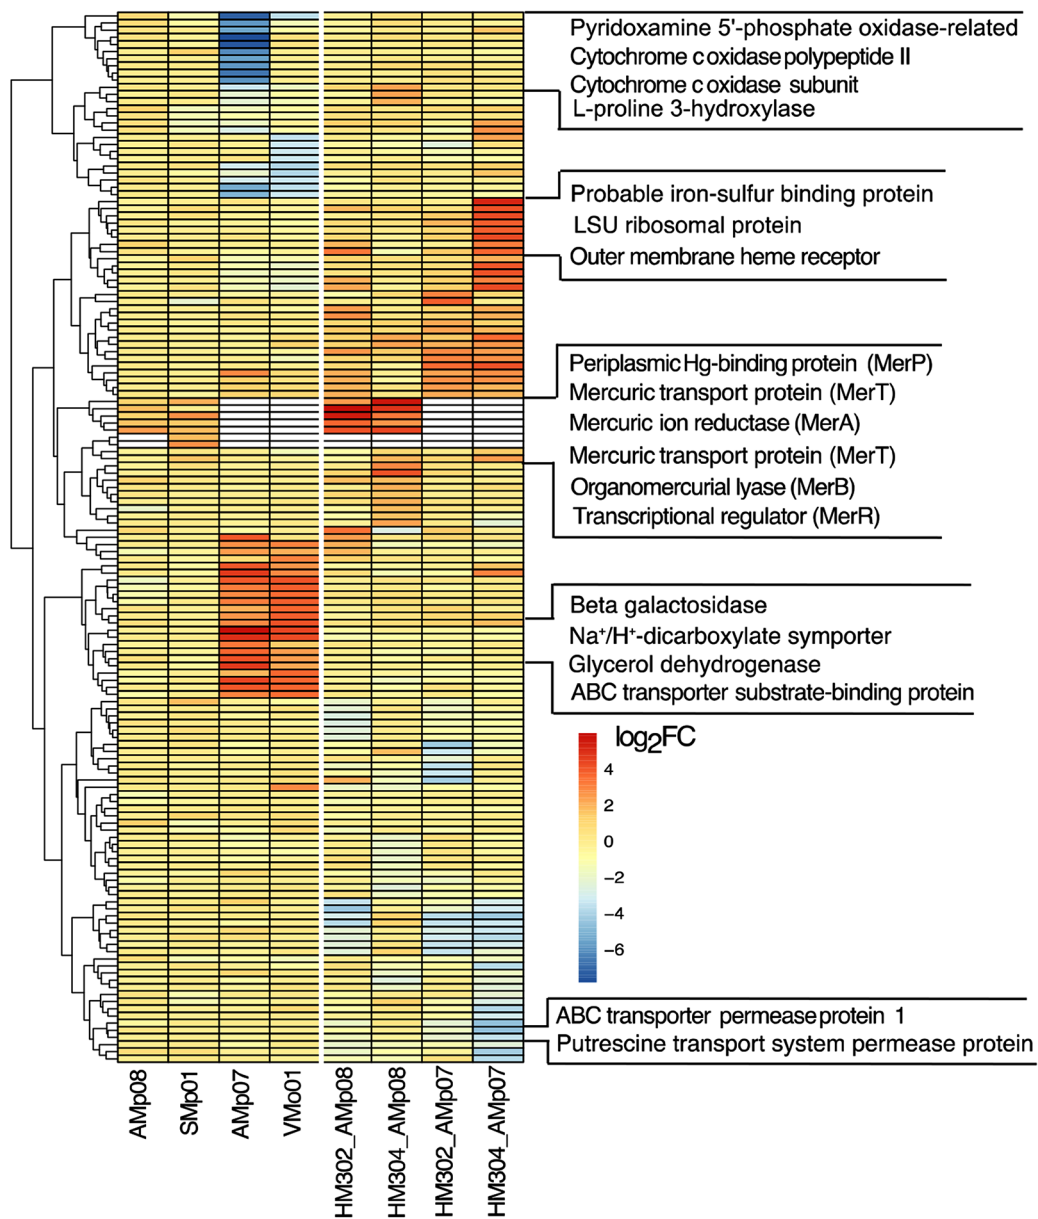 Pyridoxamine 5'-phosphate oxidase-related
Cytochrome c oxidase polypeptide II
Cytochrome c oxidase subunit
L-proline 3-hydroxylase
Probable iron-sulfur binding protein
LSU ribosomal protein
Outer membrane heme receptor
Periplasmic Hg-binding protein (MerP)
Mercuric transport protein (MerT)
Mercuric ion reductase (MerA)
Mercuric transport protein (MerT)
Organomercurial lyase (MerB)
Transcriptional regulator (MerR)
Beta galactosidase
Na⁺/H⁺-dicarboxylate symporter
Glycerol dehydrogenase
ABC transporter substrate-binding protein
log₂FC
4
2
0
−2
−4
−6
ABC transporter permease protein 1
Putrescine transport system permease protein
AMp08
SMp01
AMp07
VMo01
HM302_AMp08
HM304_AMp08
HM302_AMp07
HM304_AMp07